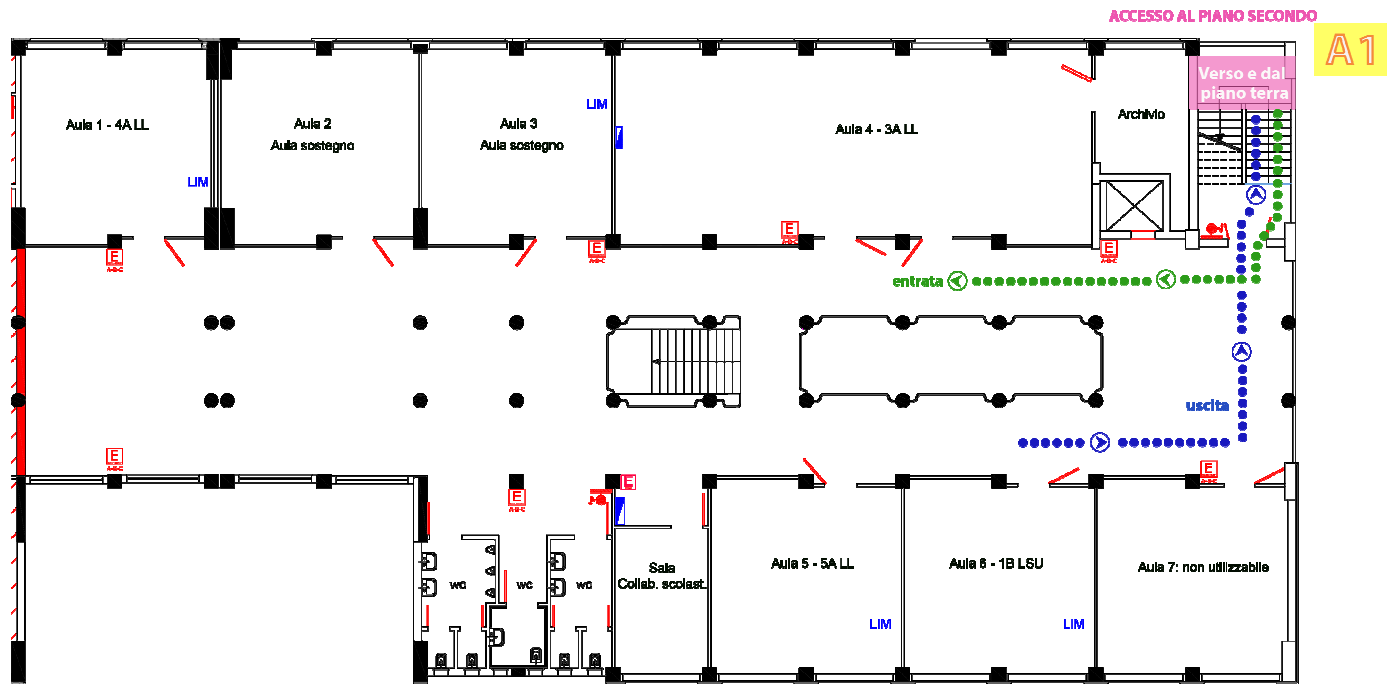 ACCESSO AL PIANO SECONDO
A1
Verso e dal
piano terra
LIM
Aula 1 - 4A LL
Aula 2
Aula sostegno
Aula 3
Aula sostegno
Aula 4 - 3A LL
Archivio
LIM
E
A-B-C
E
A-B-C
E
E
A-B-C
entrata
uscita
E
A-B-C
E
A-B-C
E
E
A-B-C
wc
wc
wc
Sala
Collab. scolast.
Aula 5 - 5A LL
Aula 6 - 1B LSU
Aula 7: non utilizzabile
LIM
LIM